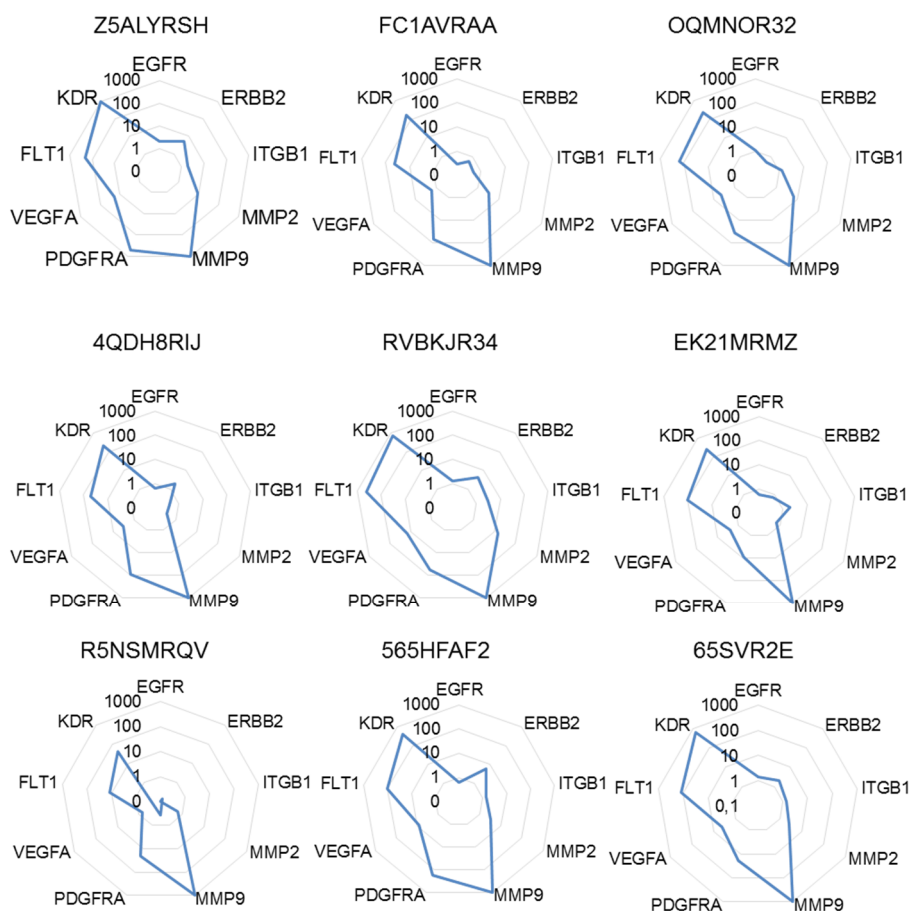 Z5ALYRSH
EGFR
ERBB2
ITGB1
MMP2
MMP9
PDGFRA
VEGFA
FLT1
KDR
1000
100
10
1
0
FC1AVRAA
EGFR
ERBB2
ITGB1
MMP2
MMP9
PDGFRA
VEGFA
FLT1
KDR
1000
100
10
1
0
OQMNOR32
EGFR
ERBB2
ITGB1
MMP2
MMP9
PDGFRA
VEGFA
FLT1
KDR
1000
100
10
1
0
4QDH8RIJ
EGFR
ERBB2
ITGB1
MMP2
MMP9
PDGFRA
VEGFA
FLT1
KDR
1000
100
10
1
0
RVBKJR34
EGFR
ERBB2
ITGB1
MMP2
MMP9
PDGFRA
VEGFA
FLT1
KDR
1000
100
10
1
0
EK21MRMZ
EGFR
ERBB2
ITGB1
MMP2
MMP9
PDGFRA
VEGFA
FLT1
KDR
1000
100
10
1
0
R5NSMRQV
EGFR
ERBB2
ITGB1
MMP2
MMP9
PDGFRA
VEGFA
FLT1
KDR
1000
100
10
1
0
565HFAF2
EGFR
ERBB2
ITGB1
MMP2
MMP9
PDGFRA
VEGFA
FLT1
KDR
1000
100
10
1
0
65SVR2E
EGFR
ERBB2
ITGB1
MMP2
MMP9
PDGFRA
VEGFA
FLT1
KDR
1000
100
10
1
0,1